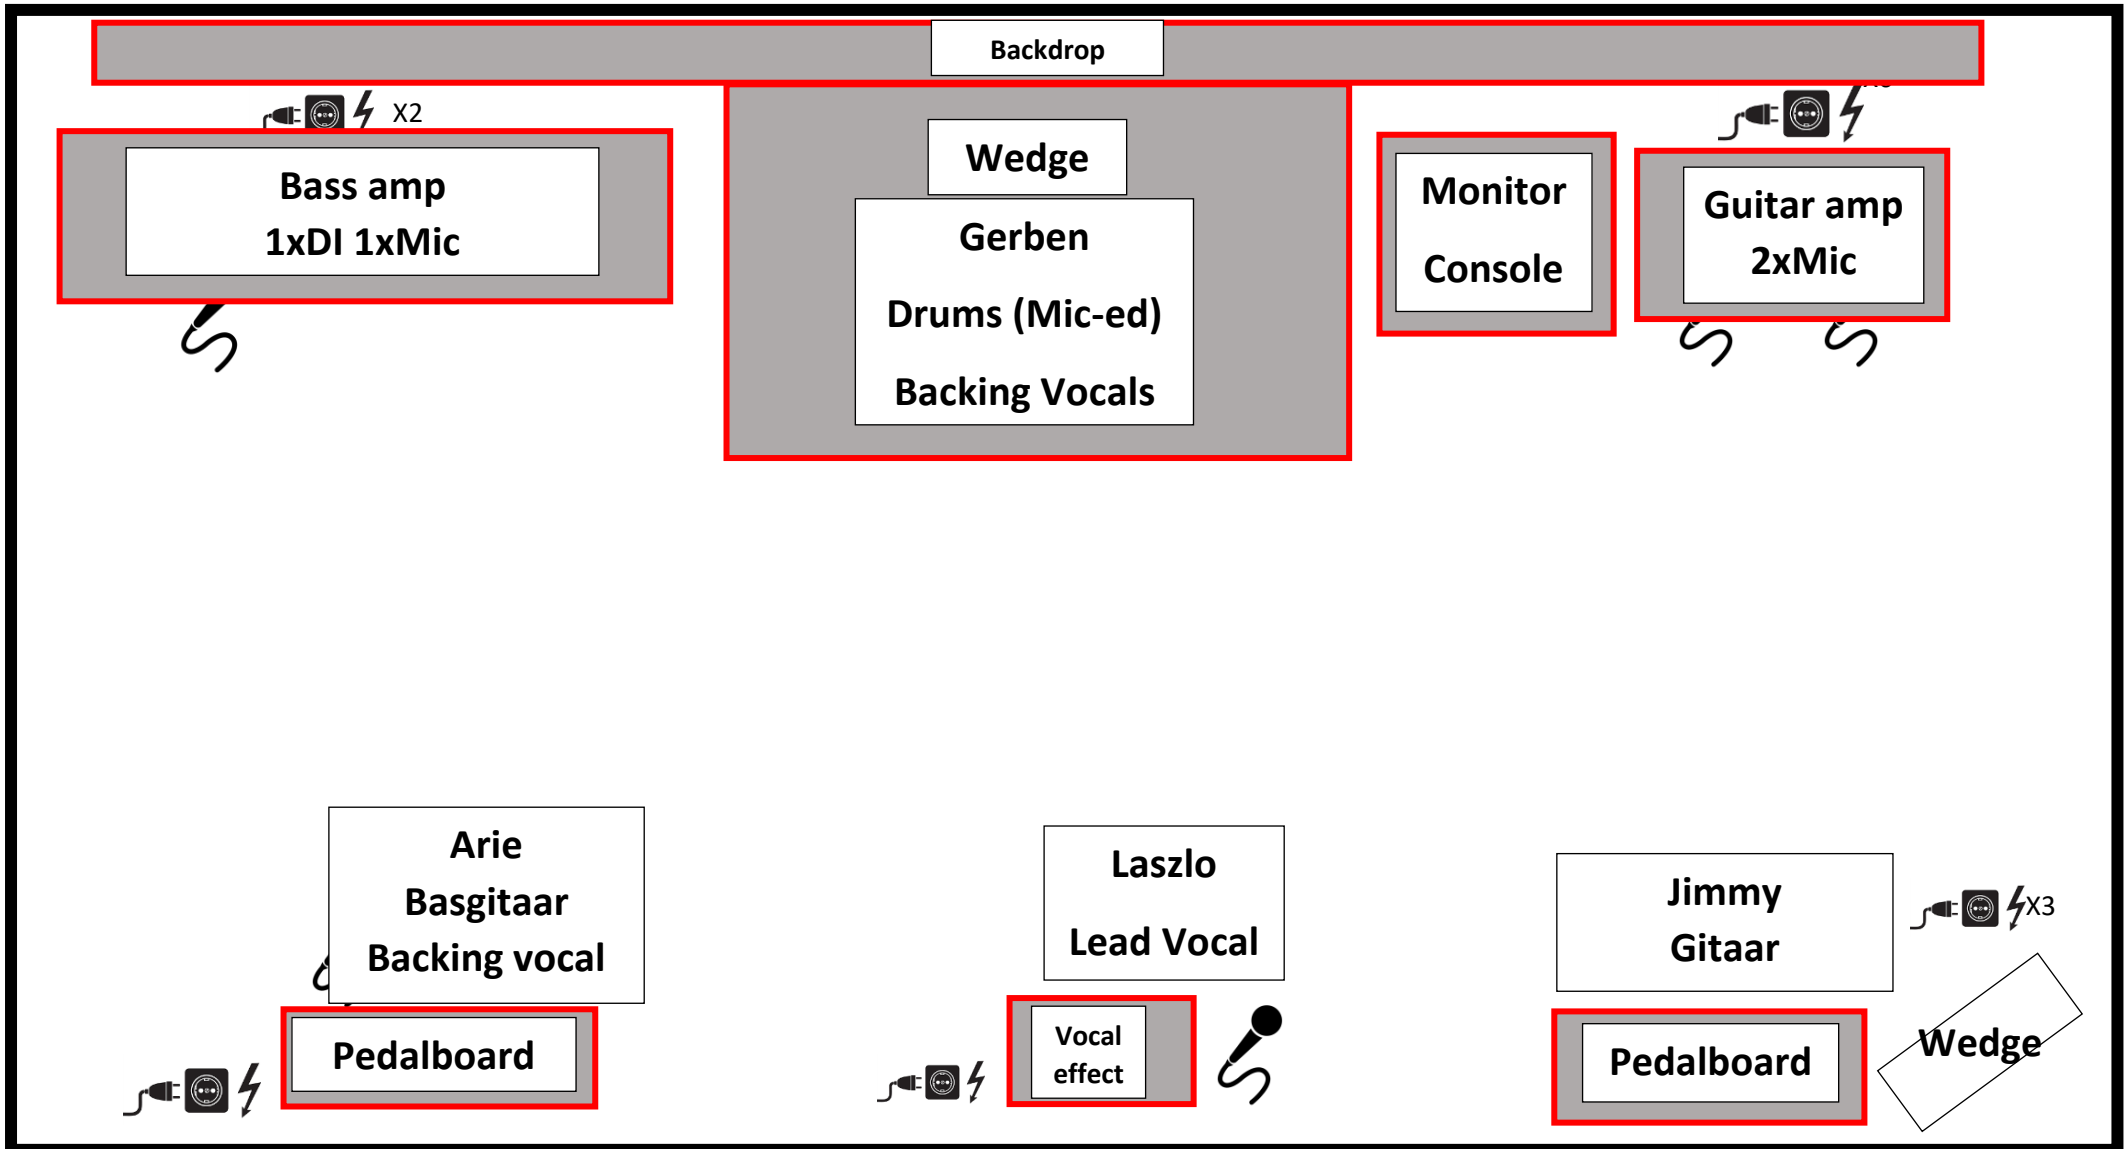 Backdrop
X2
Wedge
Bass amp
1xDI 1xMic
Gerben
Drums (Mic-ed)
Backing Vocals
Monitor
Console
Guitar amp
2xMic
Arie
Basgitaar
Backing vocal
Laszlo
Lead Vocal
Jimmy
Gitaar
X3
Pedalboard
Vocal
effect
Pedalboard
Wedge